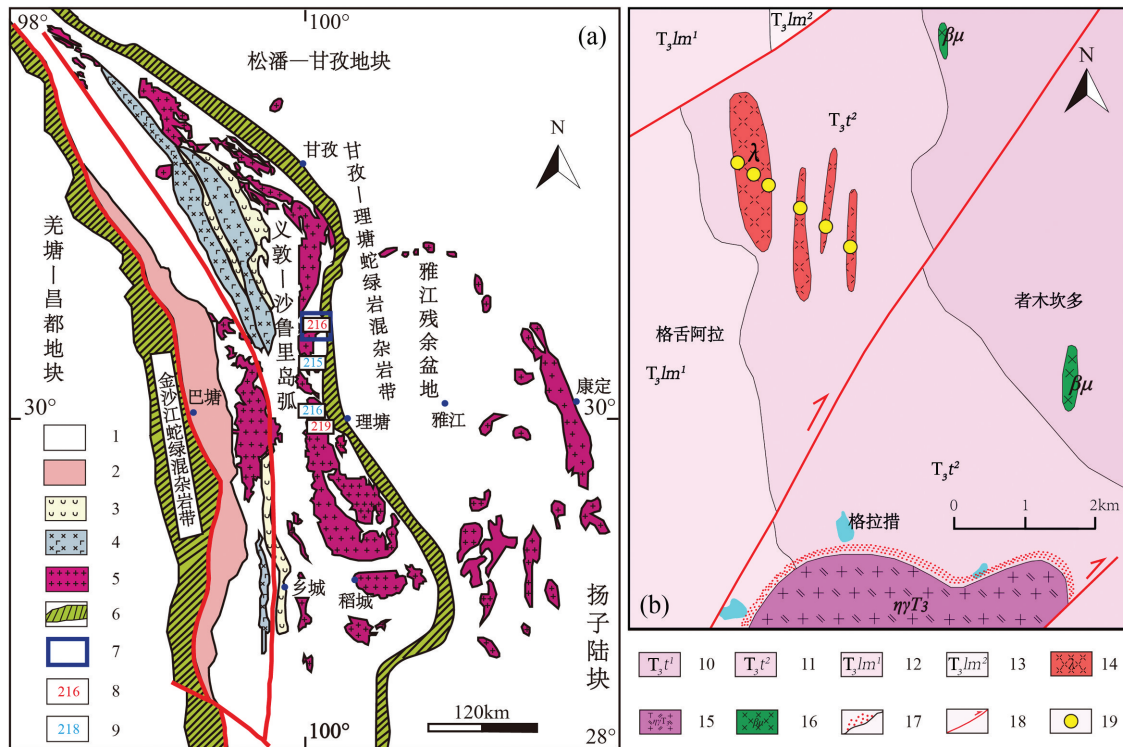 98°
100°
(a)
松潘—甘孜地块
N
甘孜
甘孜—理塘蛇绿岩混杂岩带
羌塘—昌都地块
义敦—沙鲁里岛弧
雅江残余盆地
216
215
216
219
康定
30°
30°
巴塘
理塘
雅江
金沙江蛇绿混杂岩带
乡城
稻城
扬子陆块
120km
100°
28°
1
2
3
4
5
6
7
216 8
218 9
T₃lm¹
T₃lm²
βμ
(b)
N
T₃t²
λ
者木坎多
格舌阿拉
T₃lm¹
βμ
T₃t²
0 1 2km
格拉措
ηγT₃
T₃t¹ 10
T₃t² 11
T₃lm¹ 12
T₃lm² 13
λ 14
ηγT₃ 15
βμ 16
17
18
19